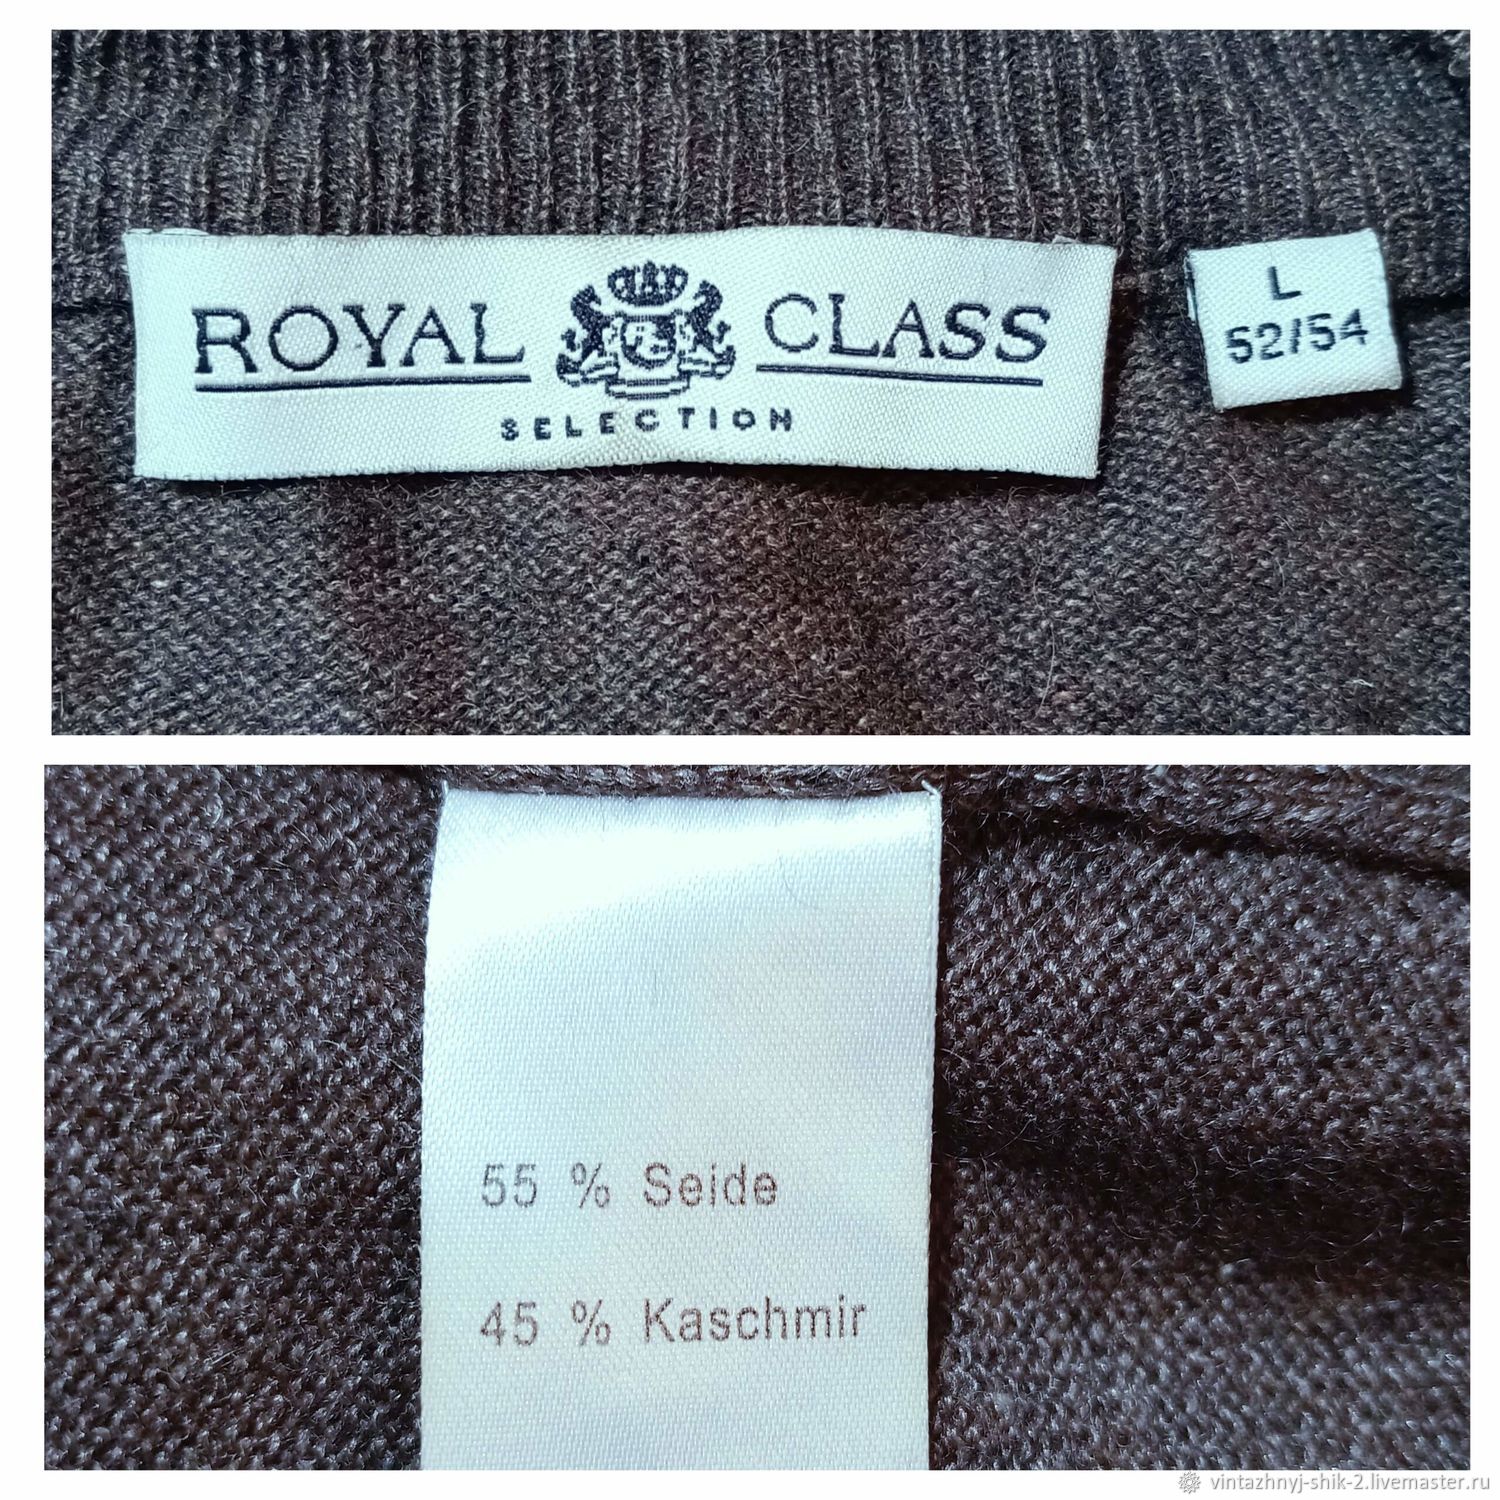 ROYAL CLASS
SELECTION
L
52/54
55 % Seide
45 % Kaschmir
vintazhnyj-shik-2.livemaster.ru